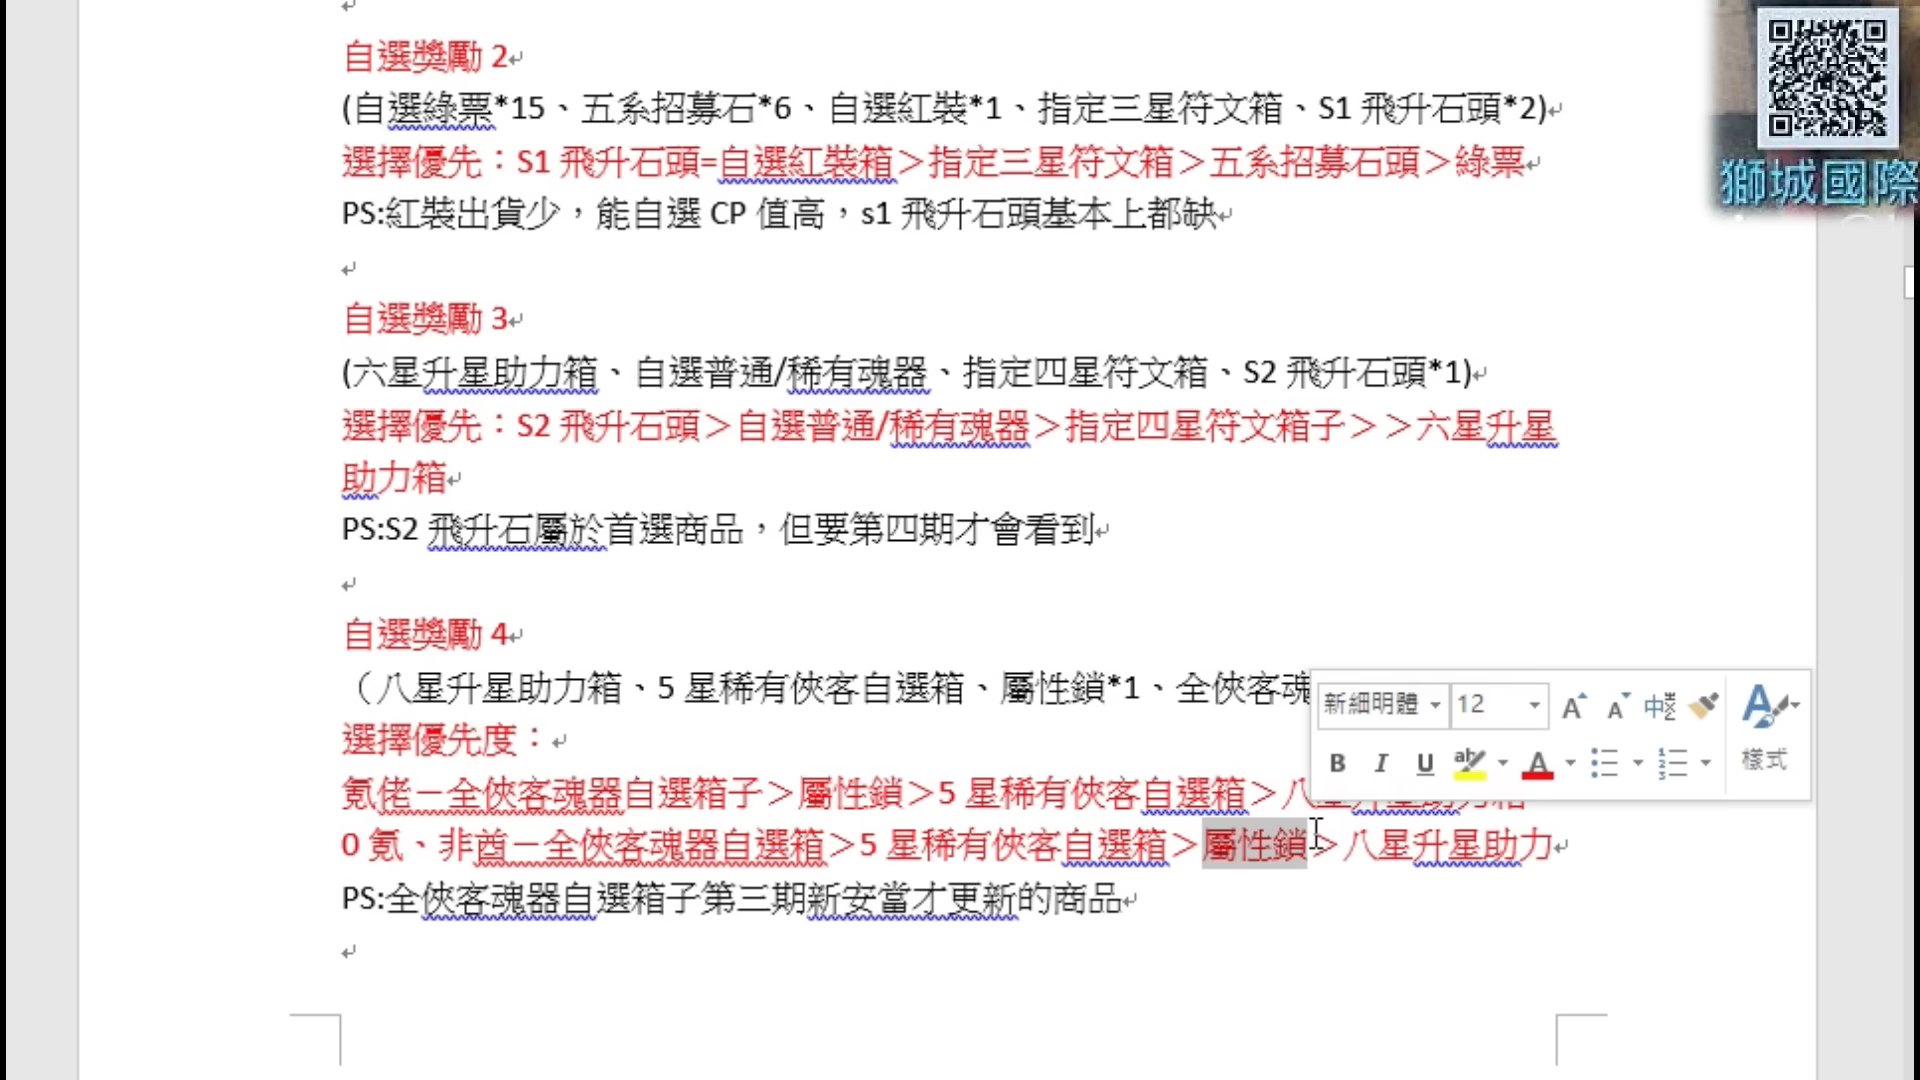 自選獎勵 2
(自選綠票*15、五系招募石*6、自選紅裝*1、指定三星符文箱、S1 飛升石頭*2)
選擇優先：S1 飛升石頭=自選紅裝箱＞指定三星符文箱＞五系招募石頭＞綠票
PS:紅裝出貨少，能自選 CP 值高，s1 飛升石頭基本上都缺
自選獎勵 3
(六星升星助力箱、自選普通/稀有魂器、指定四星符文箱、S2 飛升石頭*1)
選擇優先：S2 飛升石頭＞自選普通/稀有魂器＞指定四星符文箱子＞＞六星升星
助力箱
PS:S2 飛升石屬於首選商品，但要第四期才會看到
自選獎勵 4
（八星升星助力箱、5 星稀有俠客自選箱、屬性鎖*1、全俠客魂
選擇優先度：
氪佬－全俠客魂器自選箱子＞屬性鎖＞5 星稀有俠客自選箱＞八星升星助力箱
0 氪、非酋－全俠客魂器自選箱＞5 星稀有俠客自選箱＞屬性鎖＞八星升星助力
PS:全俠客魂器自選箱子第三期新安當才更新的商品
獅城國際
新細明體
12
樣式